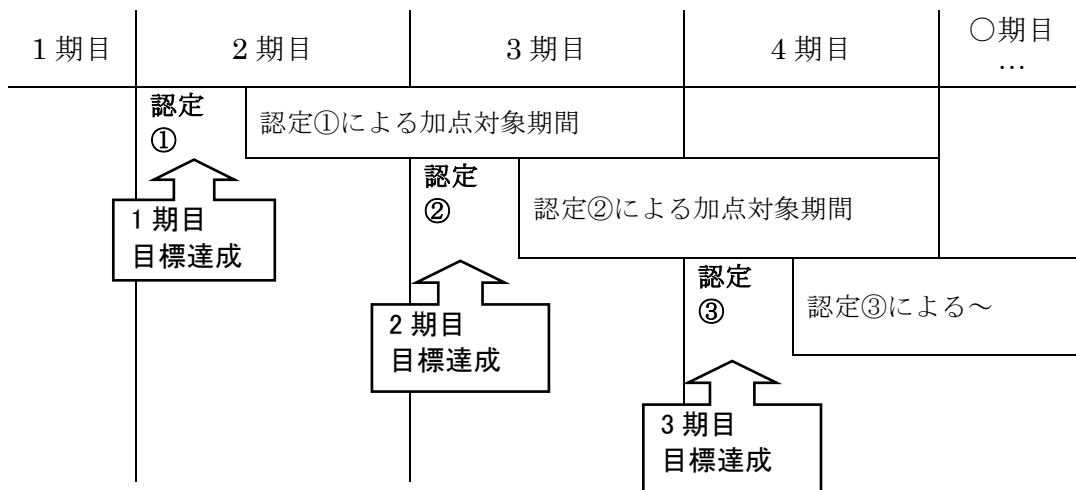 1期目
2期目
3期目
4期目
〇期目
…
認定
①
認定①による加点対象期間
1期目
目標達成
認定
②
認定②による加点対象期間
2期目
目標達成
認定
③
認定③による～
3期目
目標達成